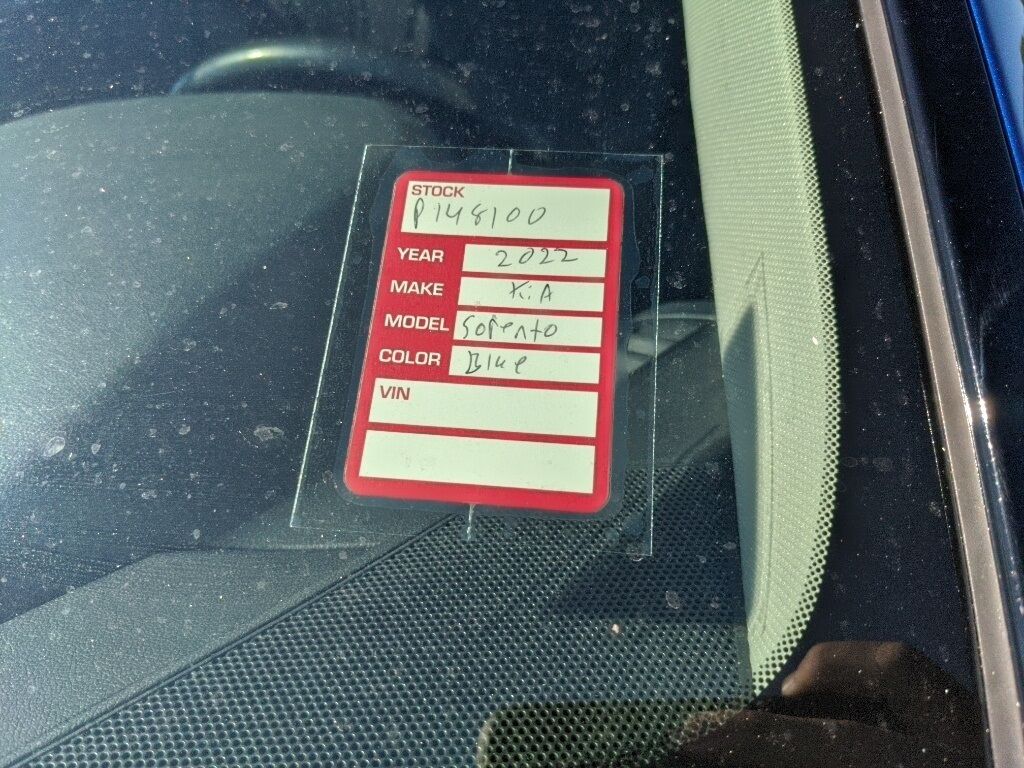 STOCK
P148100
YEAR 2022
MAKE KiA
MODEL Sorento
COLOR Blue
VIN